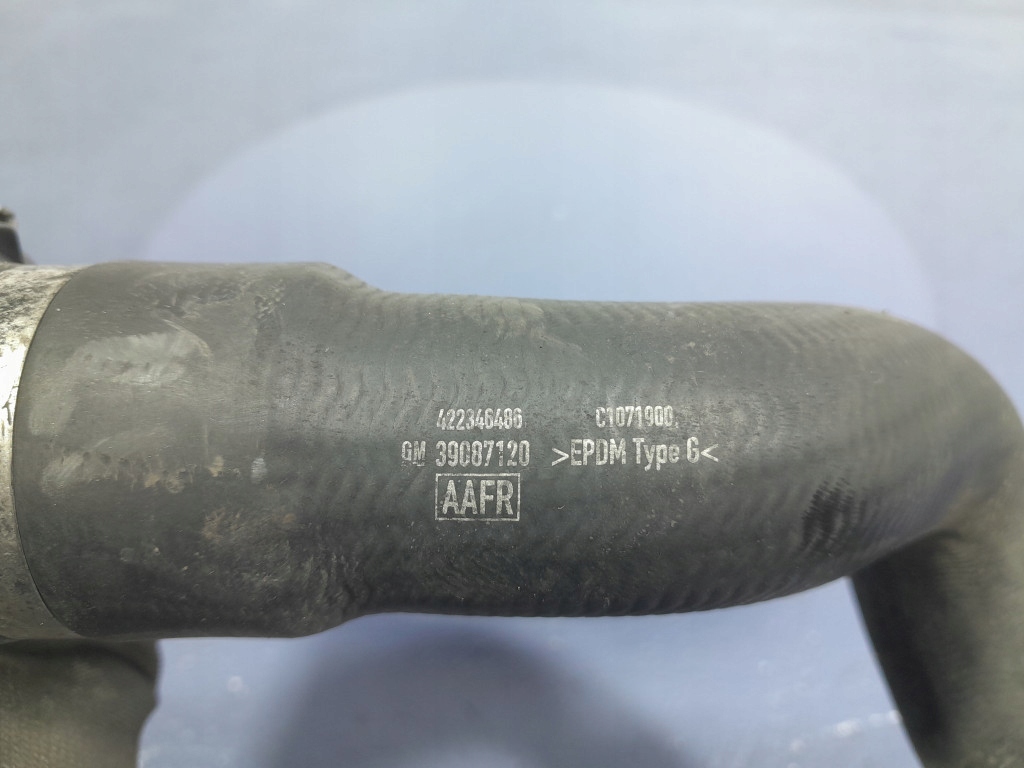 422346486 C1071900
GM 39087120 >EPDM Type G<
AAFR